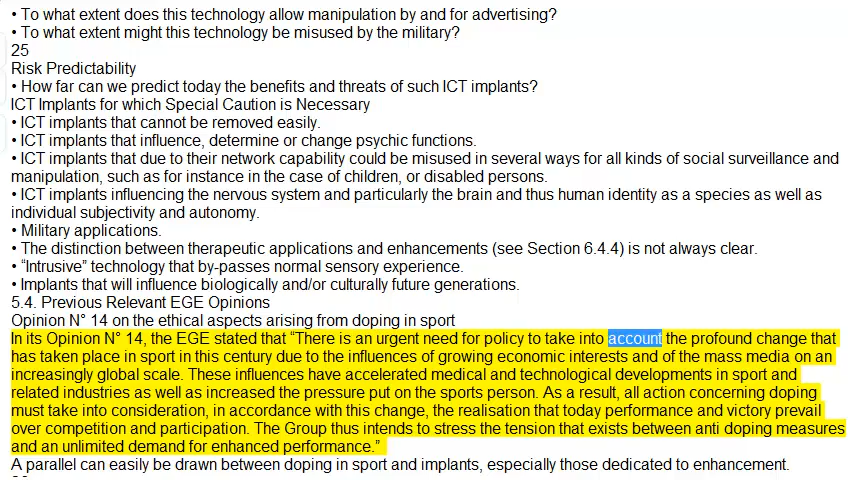 • To what extent does this technology allow manipulation by and for advertising?
• To what extent might this technology be misused by the military?
25
Risk Predictability
• How far can we predict today the benefits and threats of such ICT implants?
ICT Implants for which Special Caution is Necessary
• ICT implants that cannot be removed easily.
• ICT implants that influence, determine or change psychic functions.
• ICT implants that due to their network capability could be misused in several ways for all kinds of social surveillance and
manipulation, such as for instance in the case of children, or disabled persons.
• ICT implants influencing the nervous system and particularly the brain and thus human identity as a species as well as
individual subjectivity and autonomy.
• Military applications.
• The distinction between therapeutic applications and enhancements (see Section 6.4.4) is not always clear.
• “Intrusive” technology that by-passes normal sensory experience.
• Implants that will influence biologically and/or culturally future generations.
5.4. Previous Relevant EGE Opinions
Opinion N° 14 on the ethical aspects arising from doping in sport
In its Opinion N° 14, the EGE stated that “There is an urgent need for policy to take into account the profound change that
has taken place in sport in this century due to the influences of growing economic interests and of the mass media on an
increasingly global scale. These influences have accelerated medical and technological developments in sport and
related industries as well as increased the pressure put on the sports person. As a result, all action concerning doping
must take into consideration, in accordance with this change, the realisation that today performance and victory prevail
over competition and participation. The Group thus intends to stress the tension that exists between anti doping measures
and an unlimited demand for enhanced performance.”
A parallel can easily be drawn between doping in sport and implants, especially those dedicated to enhancement.